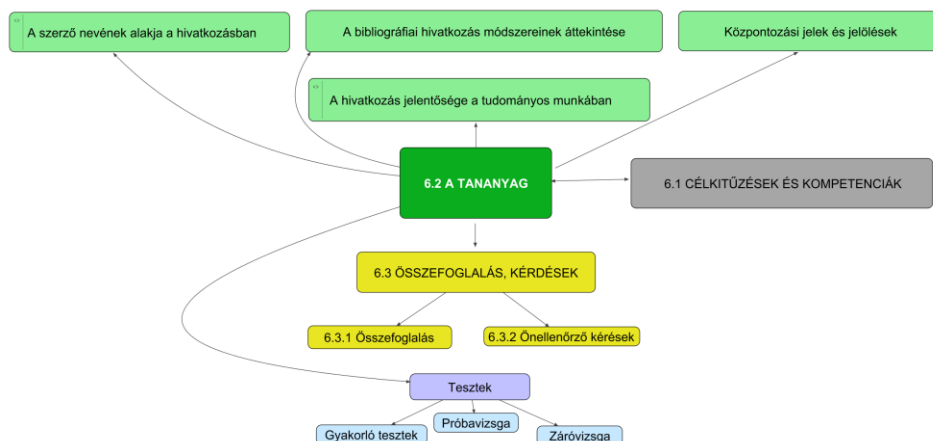 A szerző nevének alakja a hivatkozásban
A bibliográfiai hivatkozás módszereinek áttekintése
Központozási jelek és jelölések
A hivatkozás jelentősége a tudományos munkában
6.2 A TANANYAG
6.1 CÉLKITŰZÉSEK ÉS KOMPETENCIÁK
6.3 ÖSSZEFOGLALÁS, KÉRDÉSEK
6.3.1 Összefoglalás
6.3.2 Önellenőrző kérések
Tesztek
Próbavizsga
Gyakorló tesztek
Záróvizsga